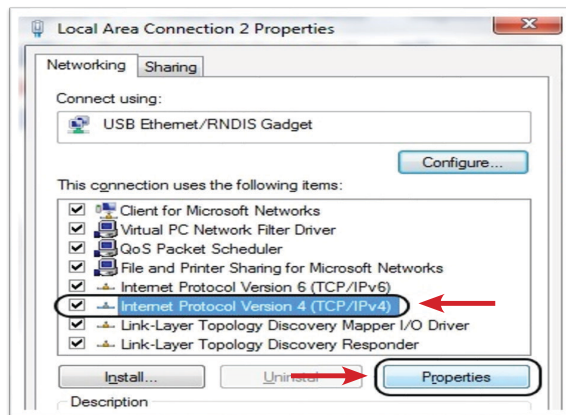 Local Area Connection 2 Properties
Networking
Sharing
Connect using:
USB Ethernet/RNDIS Gadget
Configure...
This connection uses the following items:
Client for Microsoft Networks
Virtual PC Network Filter Driver
QoS Packet Scheduler
File and Printer Sharing for Microsoft Networks
Internet Protocol Version 6 (TCP/IPv6)
Internet Protocol Version 4 (TCP/IPv4)
Link-Layer Topology Discovery Mapper I/O Driver
Link-Layer Topology Discovery Responder
Install...
Properties
Description